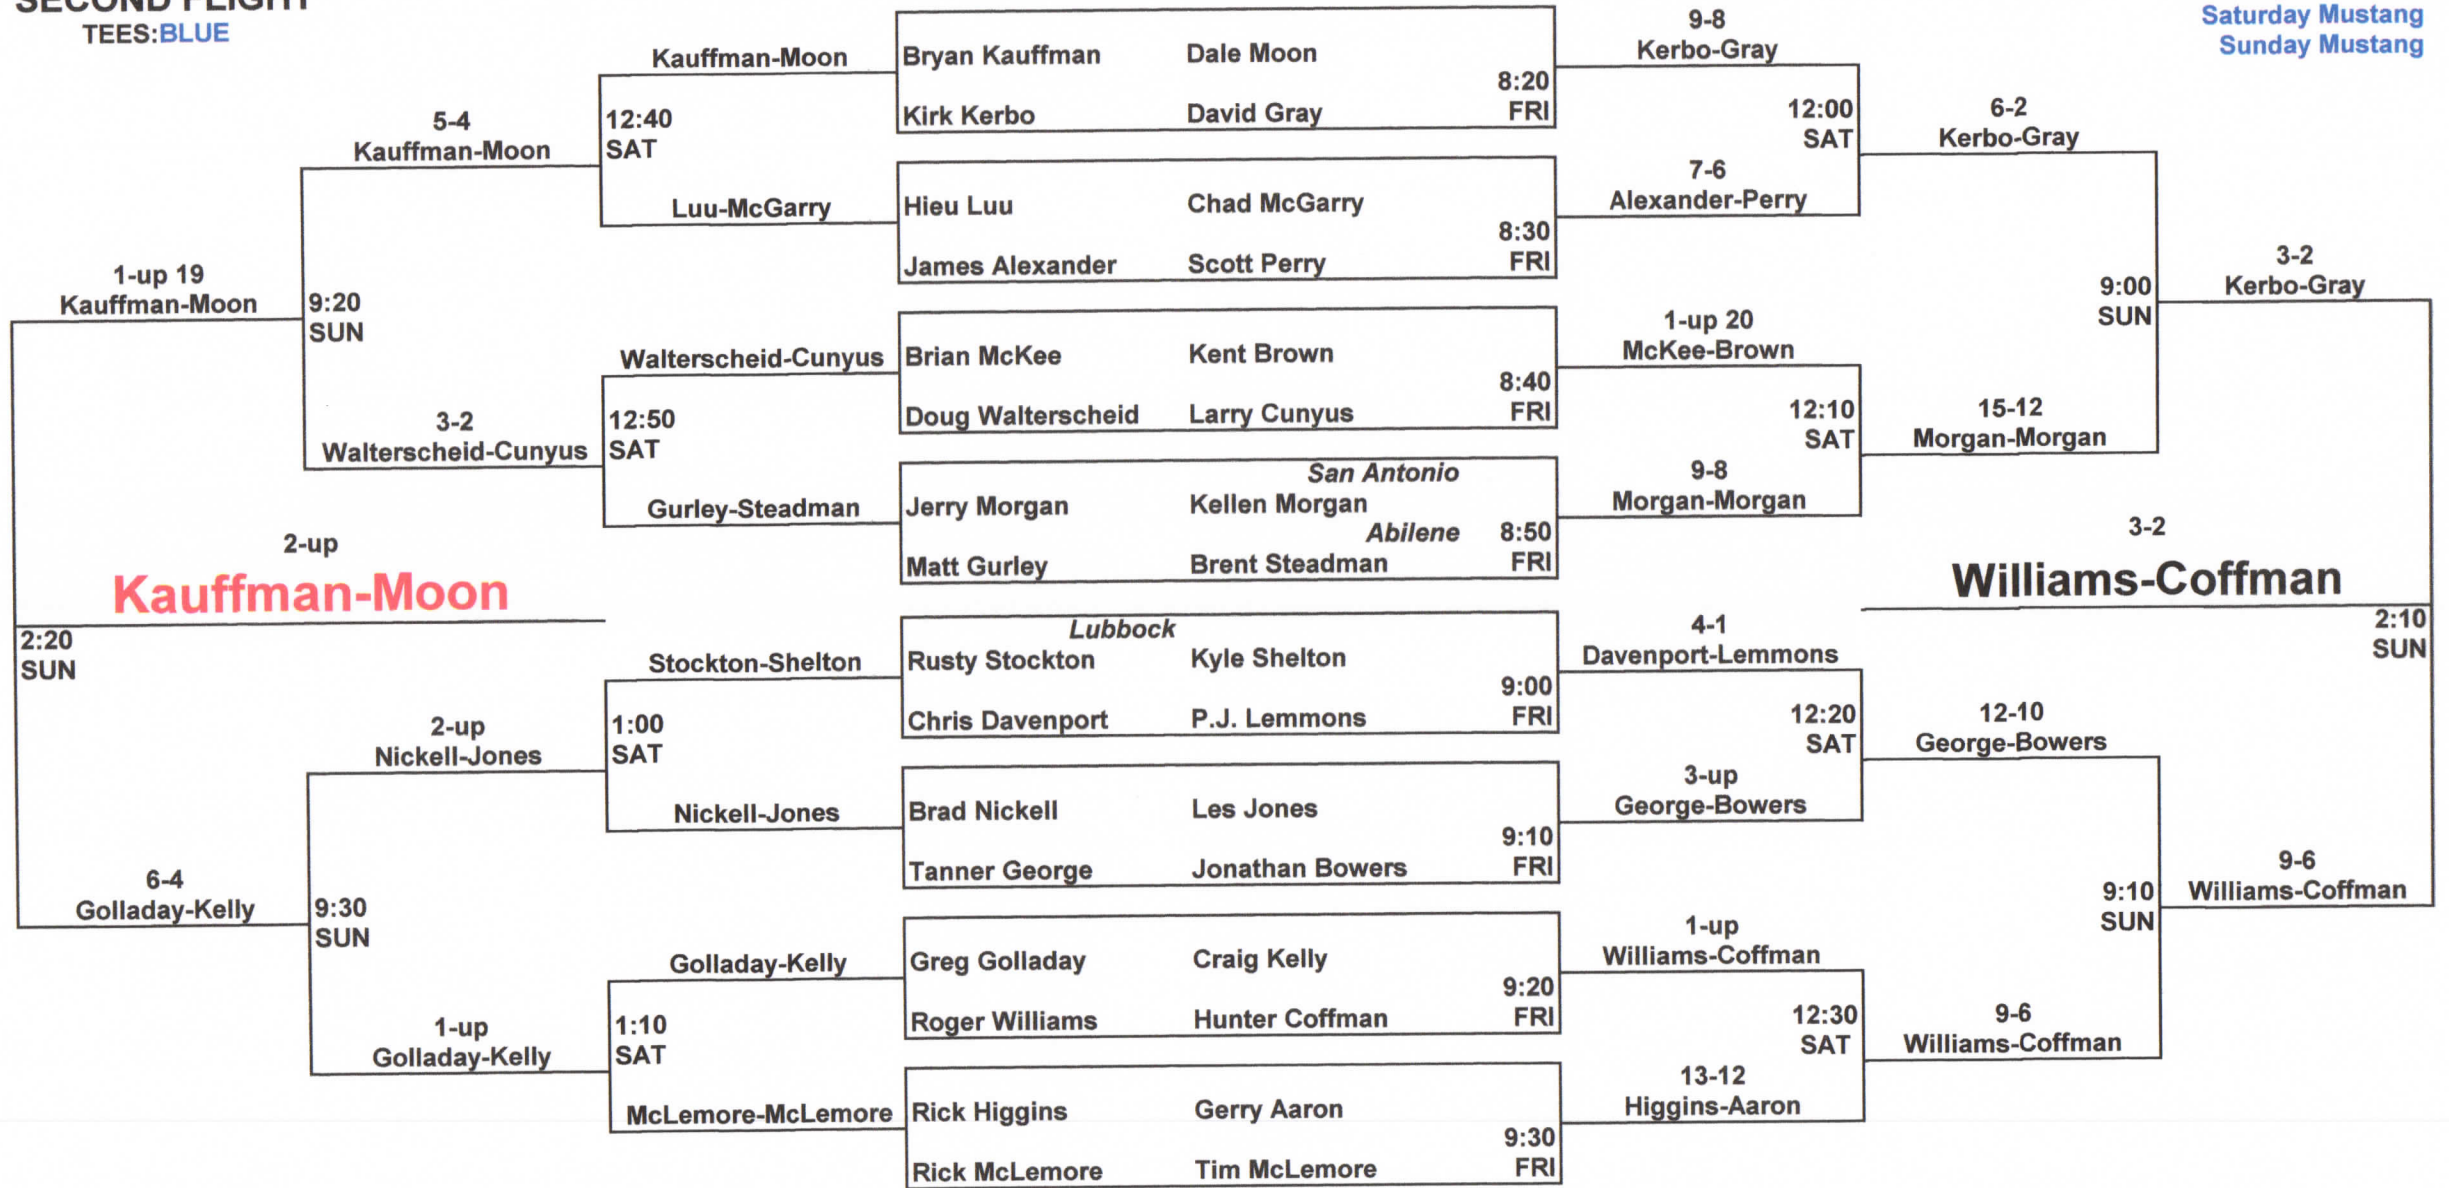 SECOND FLIGHT
TEES:BLUE
Saturday Mustang
Sunday Mustang
Kauffman-Moon
Bryan Kauffman Dale Moon
8:20
Kirk Kerbo David Gray FRI
9-8
Kerbo-Gray
5-4
Kauffman-Moon
12:40
SAT
12:00
SAT
6-2
Kerbo-Gray
Luu-McGarry
Hieu Luu Chad McGarry
8:30
James Alexander Scott Perry FRI
7-6
Alexander-Perry
1-up 19
Kauffman-Moon
9:20
SUN
9:00
SUN
3-2
Kerbo-Gray
Walterscheid-Cunyus
Brian McKee Kent Brown
8:40
Doug Walterscheid Larry Cunyus FRI
1-up 20
McKee-Brown
3-2
Walterscheid-Cunyus
12:50
SAT
12:10
SAT
15-12
Morgan-Morgan
Gurley-Steadman
San Antonio
Jerry Morgan Kellen Morgan
Abilene 8:50
Matt Gurley Brent Steadman FRI
9-8
Morgan-Morgan
2-up
Kauffman-Moon
2:20
SUN
3-2
Williams-Coffman
2:10
SUN
Stockton-Shelton
Lubbock
Rusty Stockton Kyle Shelton
9:00
Chris Davenport P.J. Lemmons FRI
4-1
Davenport-Lemmons
2-up
Nickell-Jones
1:00
SAT
12:20
SAT
12-10
George-Bowers
Nickell-Jones
Brad Nickell Les Jones
9:10
Tanner George Jonathan Bowers FRI
3-up
George-Bowers
6-4
Golladay-Kelly
9:30
SUN
9:10
SUN
9-6
Williams-Coffman
Golladay-Kelly
Greg Golladay Craig Kelly
9:20
Roger Williams Hunter Coffman FRI
1-up
Williams-Coffman
1-up
Golladay-Kelly
1:10
SAT
12:30
SAT
9-6
Williams-Coffman
McLemore-McLemore
Rick Higgins Gerry Aaron
9:30
Rick McLemore Tim McLemore FRI
13-12
Higgins-Aaron